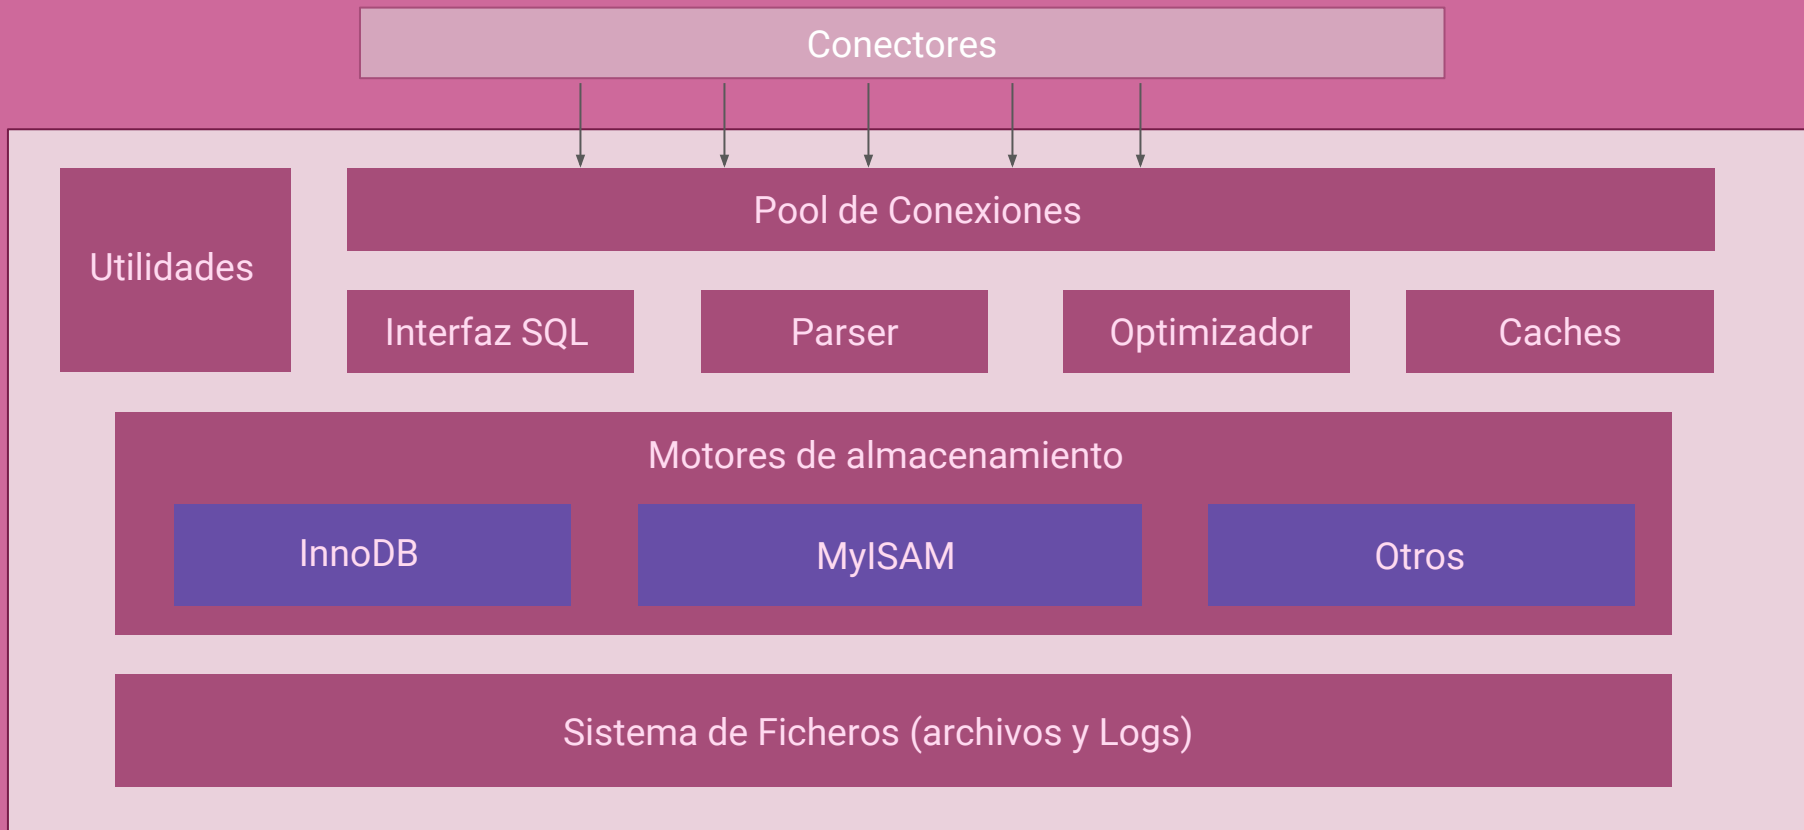 Conectores
Pool de Conexiones
Utilidades
Interfaz SQL
Parser
Optimizador
Caches
Motores de almacenamiento
InnoDB
MyISAM
Otros
Sistema de Ficheros (archivos y Logs)